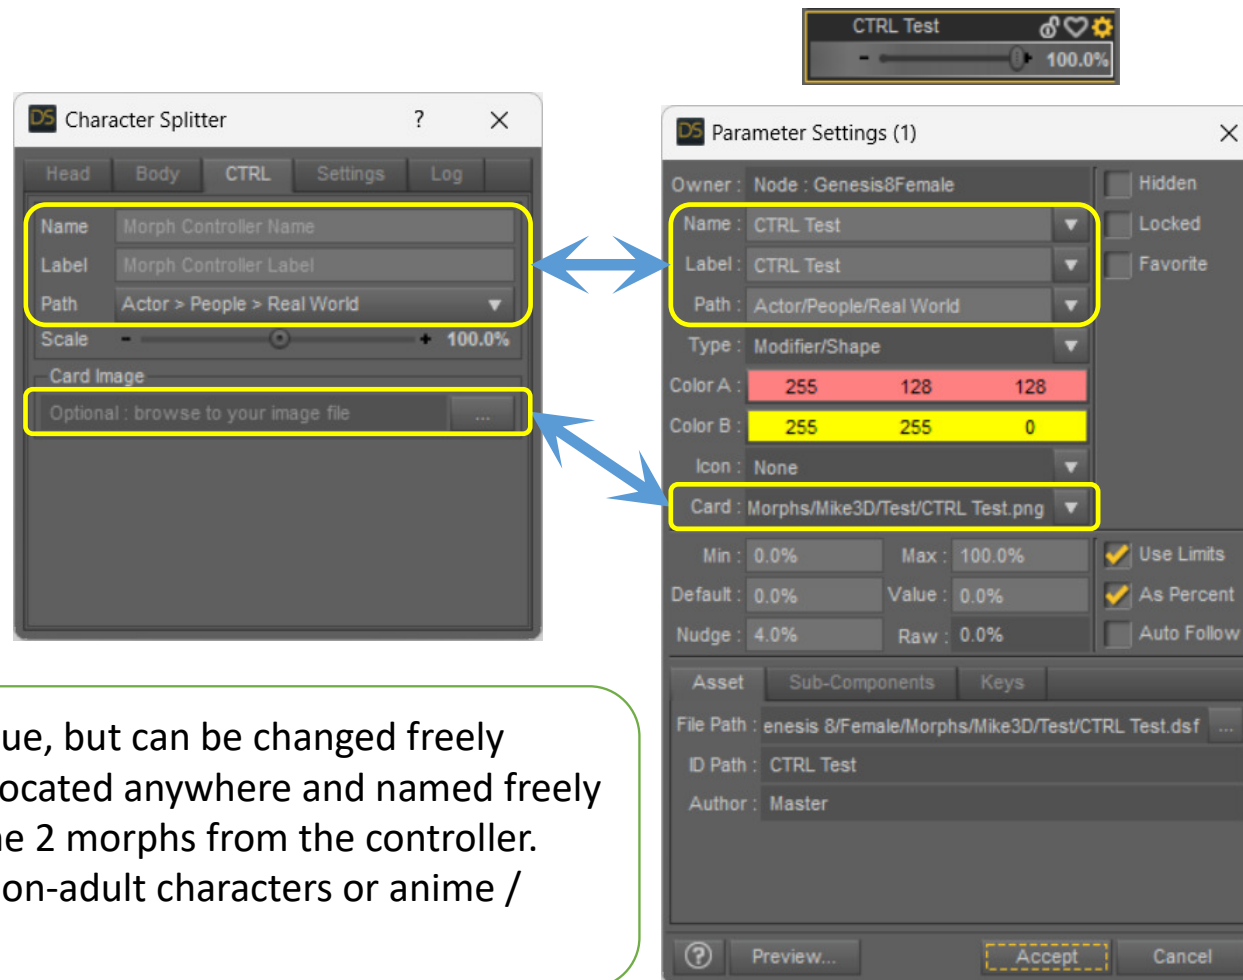 CTRL Test
- + 100.0%
DS Character Splitter ? ×
Head Body CTRL Settings Log
Name Morph Controller Name
Label Morph Controller Label
Path Actor > People > Real World
Scale - + 100.0%
Card Image
Optional : browse to your image file ...
DS Parameter Settings (1) ×
Owner : Node : Genesis8Female Hidden
Name : CTRL Test Locked
Label : CTRL Test Favorite
Path : Actor/People/Real World
Type : Modifier/Shape
Color A : 255 128 128
Color B : 255 255 0
Icon : None
Card : Morphs/Mike3D/Test/CTRL Test.png
Min : 0.0% Max : 100.0% Use Limits
Default : 0.0% Value : 0.0% As Percent
Nudge : 4.0% Raw : 0.0% Auto Follow
Asset Sub-Components Keys
File Path : enesis 8/Female/Morphs/Mike3D/Test/CTRL Test.dsf ...
ID Path : CTRL Test
Author : Master
? Preview... Accept Cancel
ue, but can be changed freely
ocated anywhere and named freely
ne 2 morphs from the controller.
on-adult characters or anime /